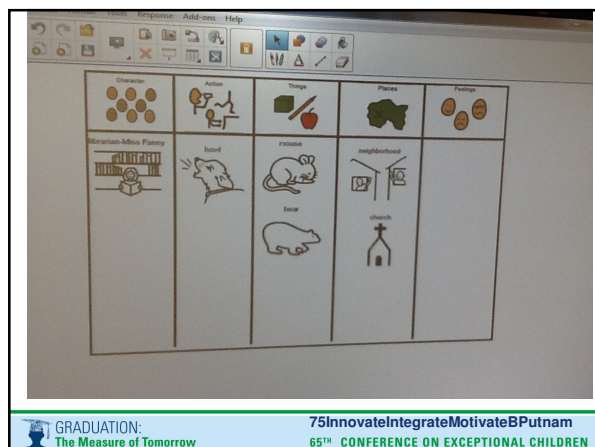 Tools Response Add-ons Help
Character Action Things Places Feelings
librarian-Miss Fanny howl mouse neighborhood
bear church
GRADUATION:
The Measure of Tomorrow
75InnovateIntegrateMotivateBPutnam
65TH CONFERENCE ON EXCEPTIONAL CHILDREN